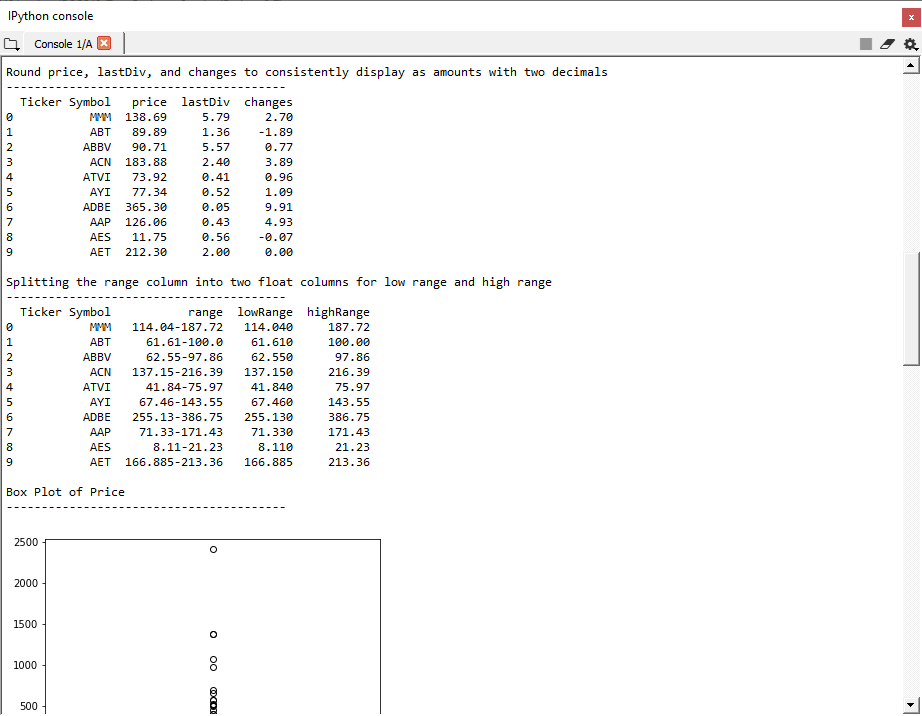 IPython console
Console 1/A
Round price, lastDiv, and changes to consistently display as amounts with two decimals
----------------------------------------
  Ticker Symbol   price  lastDiv  changes
0           MMM  138.69     5.79     2.70
1           ABT   89.89     1.36    -1.89
2          ABBV   90.71     5.57     0.77
3           ACN  183.88     2.40     3.89
4          ATVI   73.92     0.41     0.96
5           AYI   77.34     0.52     1.09
6          ADBE  365.30     0.05     9.91
7           AAP  126.06     0.43     4.93
8           AES   11.75     0.56    -0.07
9           AET  212.30     2.00     0.00
Splitting the range column into two float columns for low range and high range
----------------------------------------
  Ticker Symbol           range  lowRange  highRange
0           MMM   114.04-187.72   114.040     187.72
1           ABT     61.61-100.0    61.610     100.00
2          ABBV     62.55-97.86    62.550      97.86
3           ACN   137.15-216.39   137.150     216.39
4          ATVI     41.84-75.97    41.840      75.97
5           AYI    67.46-143.55    67.460     143.55
6          ADBE   255.13-386.75   255.130     386.75
7           AAP    71.33-171.43    71.330     171.43
8           AES      8.11-21.23     8.110      21.23
9           AET  166.885-213.36   166.885     213.36
Box Plot of Price
----------------------------------------
2500
2000
1500
1000
500